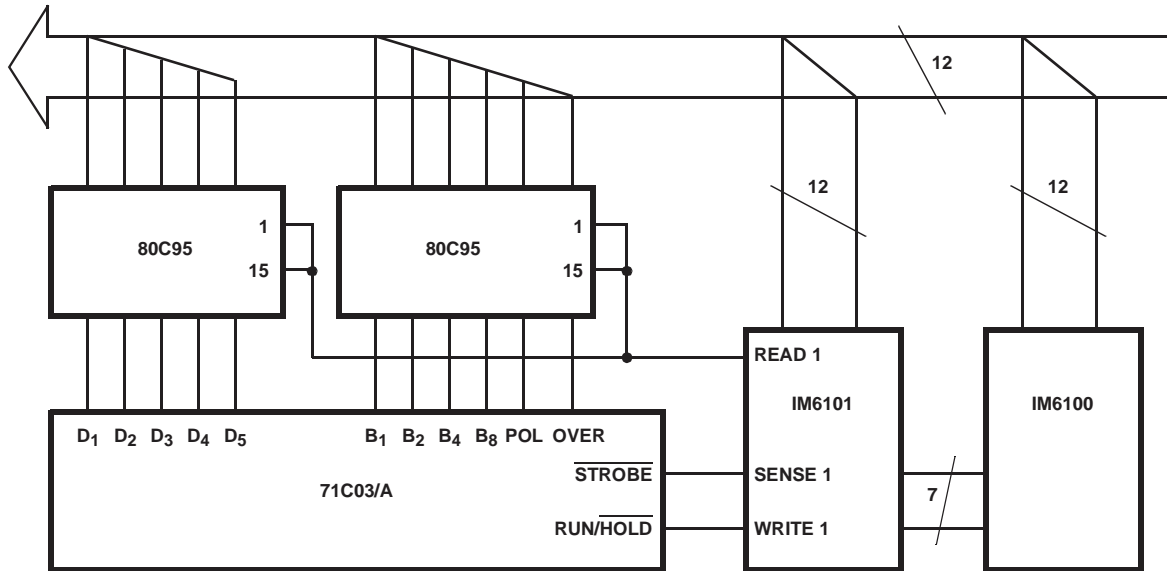 12
12
12
80C95
1
15
80C95
1
15
READ 1
IM6101
IM6100
D1 D2 D3 D4 D5
B1 B2 B4 B8 POL OVER
STROBE
SENSE 1
71C03/A
7
RUN/HOLD
WRITE 1